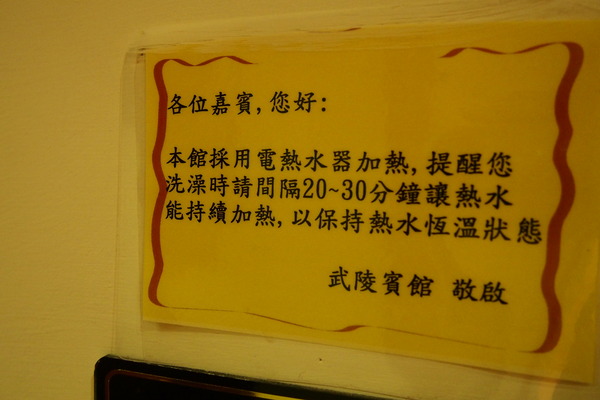 各位嘉賓,您好:
本館採用電熱水器加熱,提醒您
洗澡時請間隔20~30分鐘讓熱水
能持續加熱,以保持熱水恆溫狀態
武陵賓館 敬啟